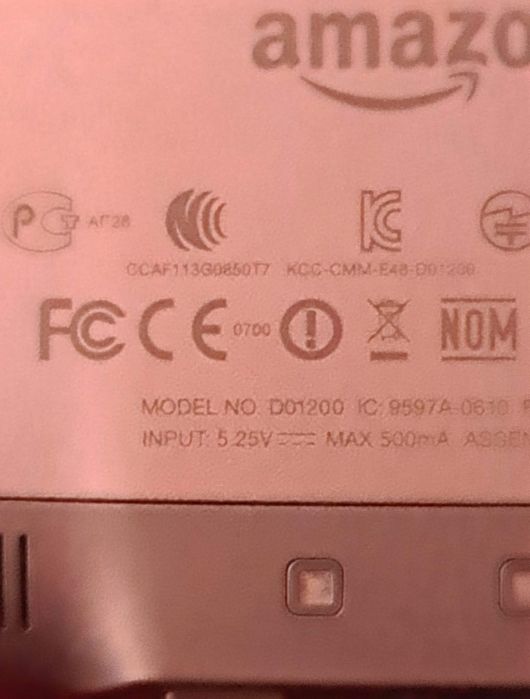 amazo
AГ28
CCAF113G0850T7 KCC-CMM-E48-D01200
FC CE 0700 NOM
MODEL NO. D01200 IC: 9597A-0610
INPUT: 5.25V MAX 500mA ASSEM